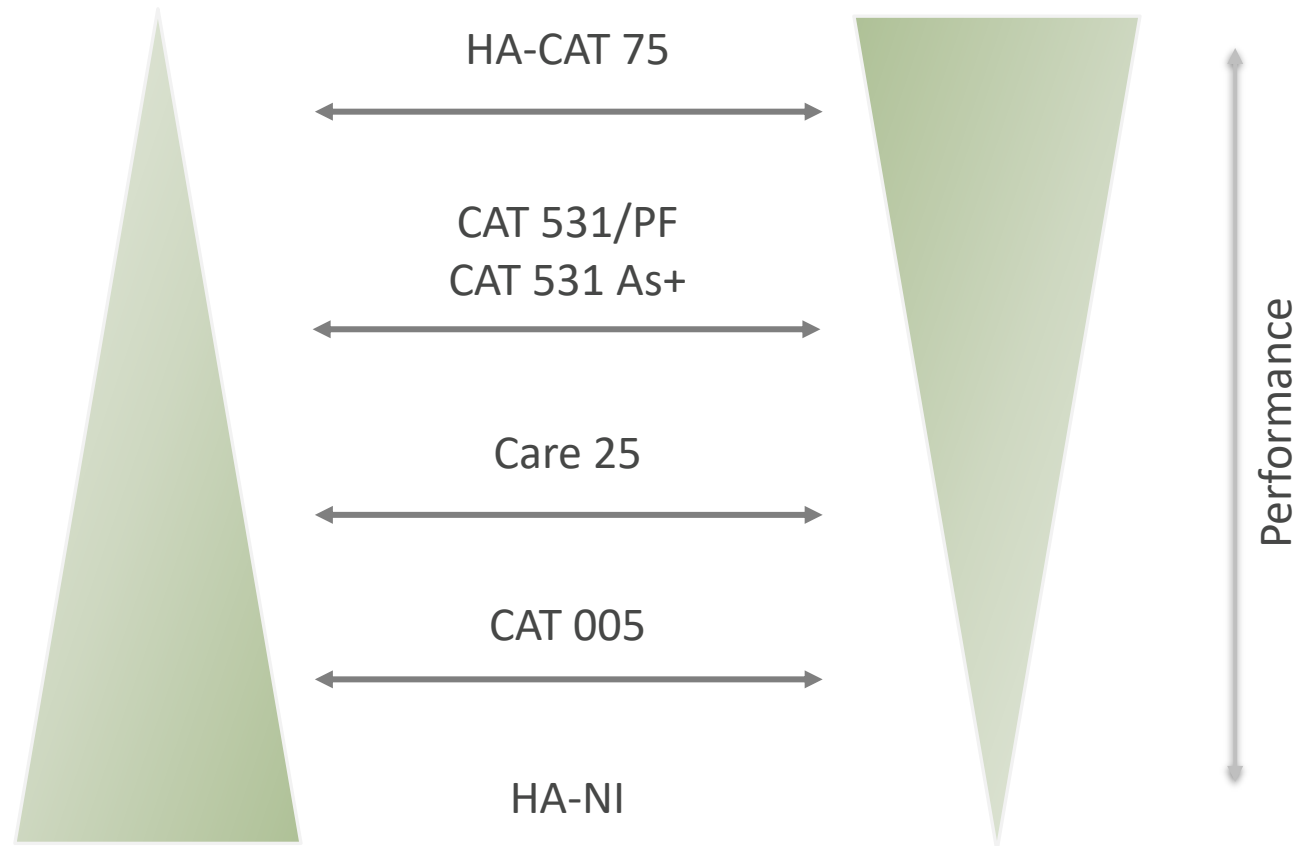 HA-CAT 75
CAT 531/PF
CAT 531 As+
Care 25
CAT 005
HA-NI
Performance